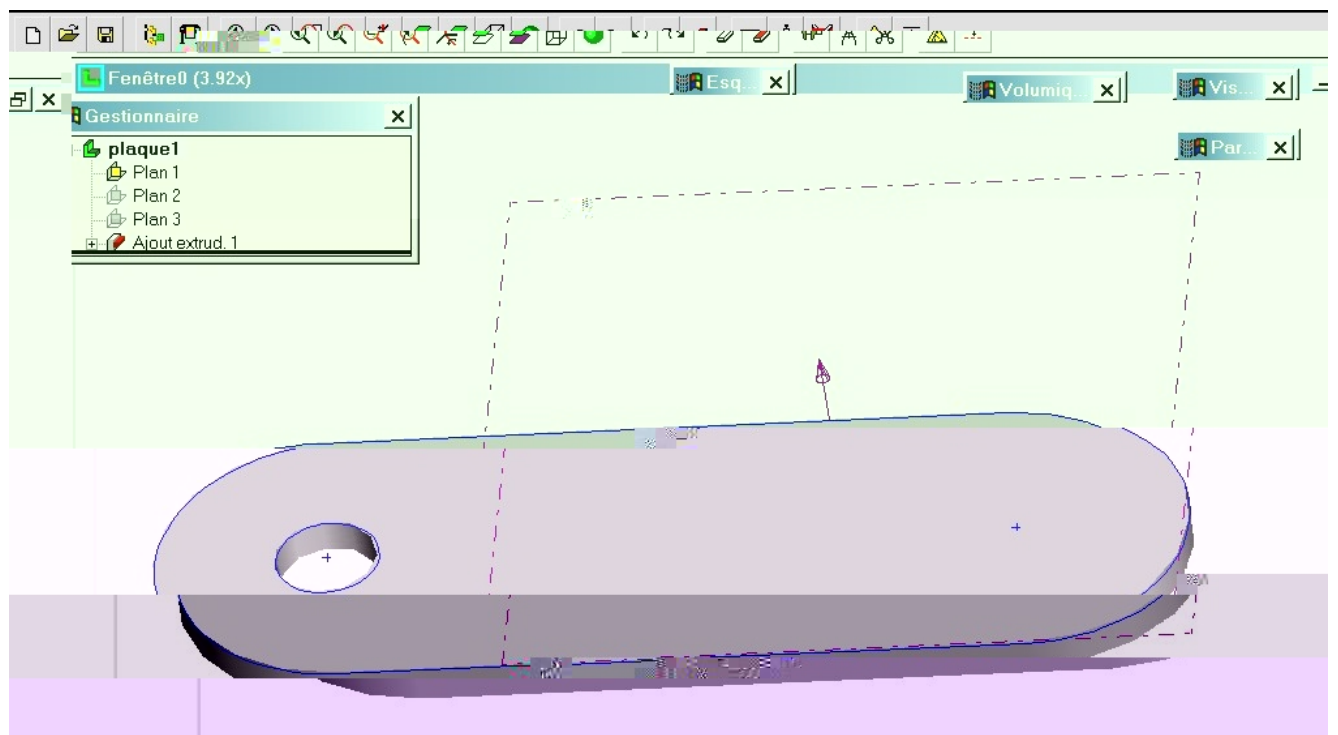 Fenêtre0 (3.92x)
Esq...
Volumiq...
Vis...
Gestionnaire
Par...
plaque1
Plan 1
Plan 2
Plan 3
Ajout extrud. 1